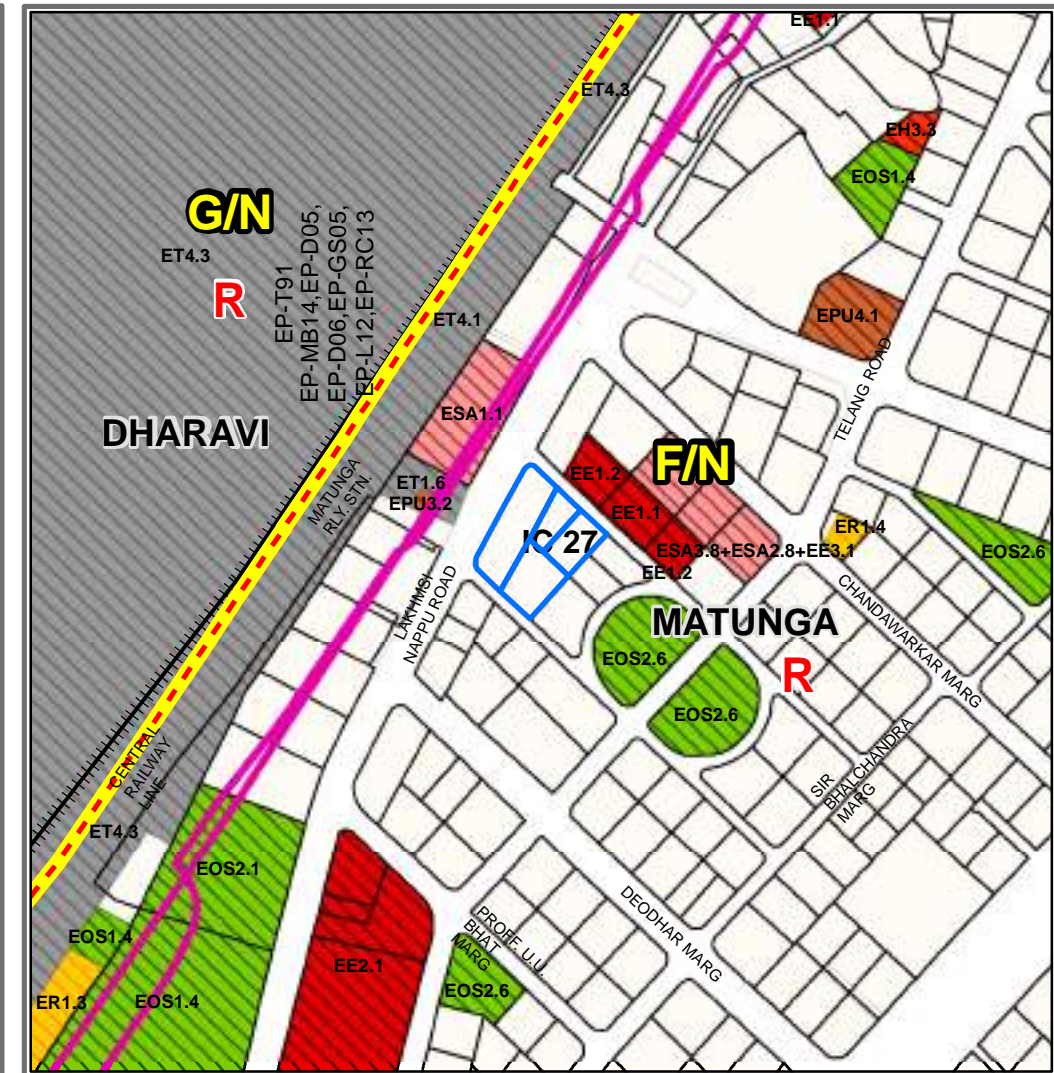 EE1.1
ET4.3
EH3.3
EOS1.4
G/N
ET4.3
R
EP-T91
EP-MB14,EP-D05,
EP-D06,EP-GS05,
EP-L12,EP-RC13
ET4.1
EPU4.1
TELANG ROAD
ESA1.1
DHARAVI
F/N
MATUNGA
RLY. STN.
ET1.6
EPU3.2
EE1.2
EE1.1
IC 27
ER1.4
ESA3.8+ESA2.8+EE3.1
EE1.2
EOS2.6
LAKHMSI
NAPPU ROAD
MATUNGA
R
CHANDAWARKAR MARG
EOS2.6
EOS2.6
SIR
BHALCHANDRA
MARG
CENTRAL
RAILWAY
LINE
ET4.3
EOS2.1
DEODHAR MARG
PROFF. U.U.
BHAT
MARG
EOS1.4
EE2.1
EOS2.6
ER1.3
EOS1.4